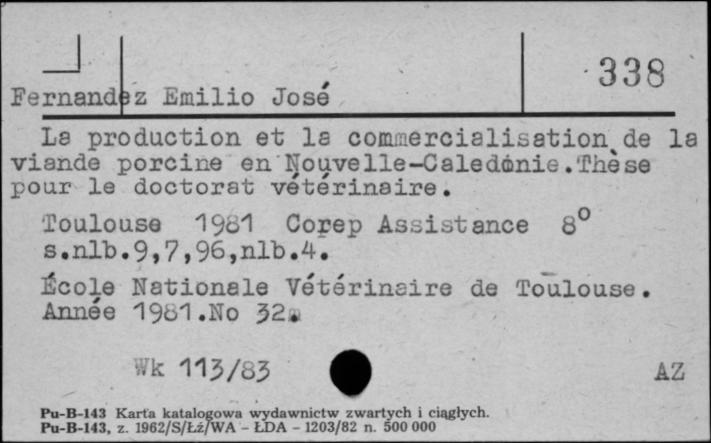 338
Fernandez Emilio José
La production et la commercialisation de la
viande porcine en Nouvelle-Caledonie.Thèse
pour le doctorat vétérinaire.
Toulouse 1981 Corep Assistance 8°
s.nlb.9,7,96,nlb.4.
École Nationale Vétérinaire de Toulouse.
Année 1981.No 32.
Wk 113/83 AZ
Pu-B-143 Karta katalogowa wydawnictw zwartych i ciągłych.
Pu-B-143, z. 1962/S/Łź/WA - ŁDA - 1203/82 n. 500 000